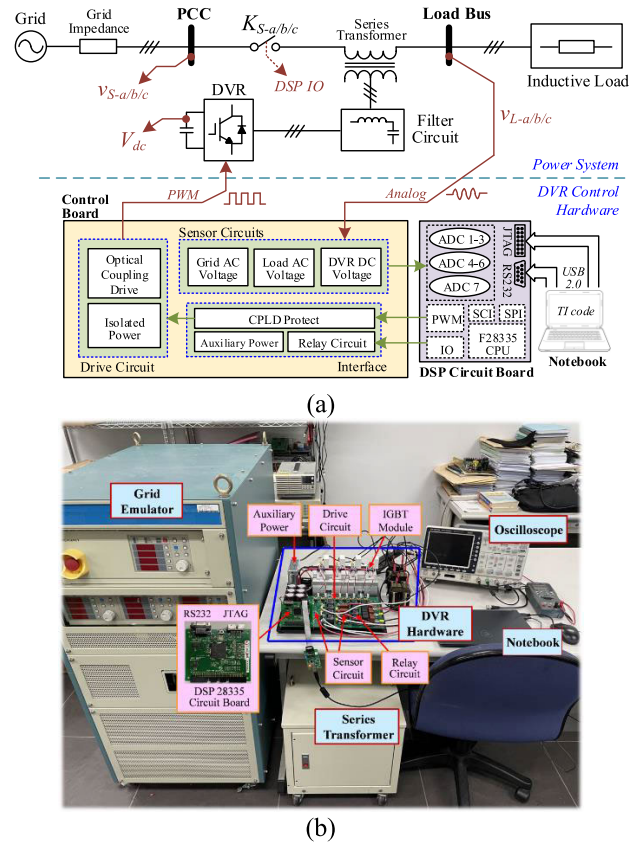 Grid
Grid
Impedance
PCC
K S-a/b/c
Series
Transformer
Load Bus
v S-a/b/c
DSP IO
Inductive Load
DVR
V dc
Filter
Circuit
v L-a/b/c
Power System
DVR Control
Hardware
PWM
Analog
Control
Board
Sensor Circuits
Optical
Coupling
Drive
Grid AC
Voltage
Load AC
Voltage
DVR DC
Voltage
ADC 1-3
ADC 4-6
ADC 7
JTAG
RS232
USB
2.0
TI code
Notebook
Isolated
Power
CPLD Protect
Auxiliary Power
Relay Circuit
PWM
SCI
SPI
IO
F28335
CPU
Drive Circuit
Interface
DSP Circuit Board
(a)
Grid
Emulator
Auxiliary
Power
Drive
Circuit
IGBT
Module
Oscilloscope
RS232 JTAG
DSP 28335
Circuit Board
DVR
Hardware
Notebook
Sensor
Circuit
Relay
Circuit
Series
Transformer
(b)